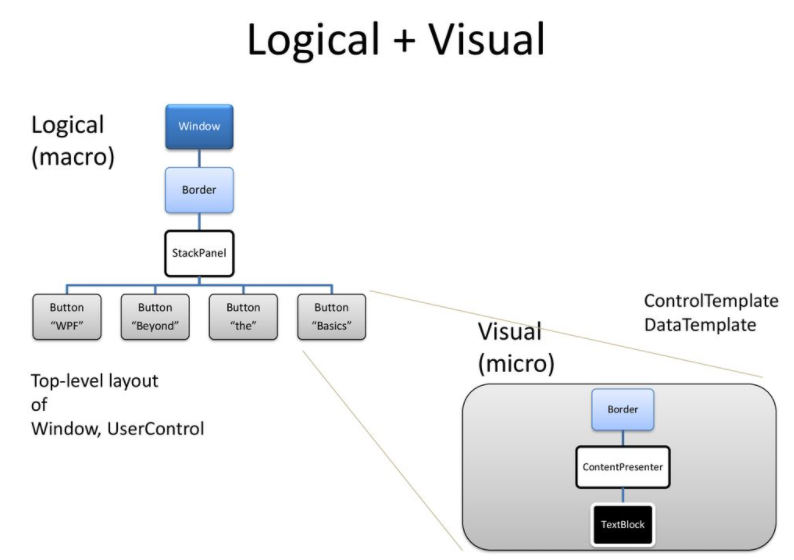 Logical + Visual
Logical
(macro)
Window
Border
StackPanel
Button
“WPF”
Button
“Beyond”
Button
“the”
Button
“Basics”
Top-level layout
of
Window, UserControl
ControlTemplate
DataTemplate
Visual
(micro)
Border
ContentPresenter
TextBlock